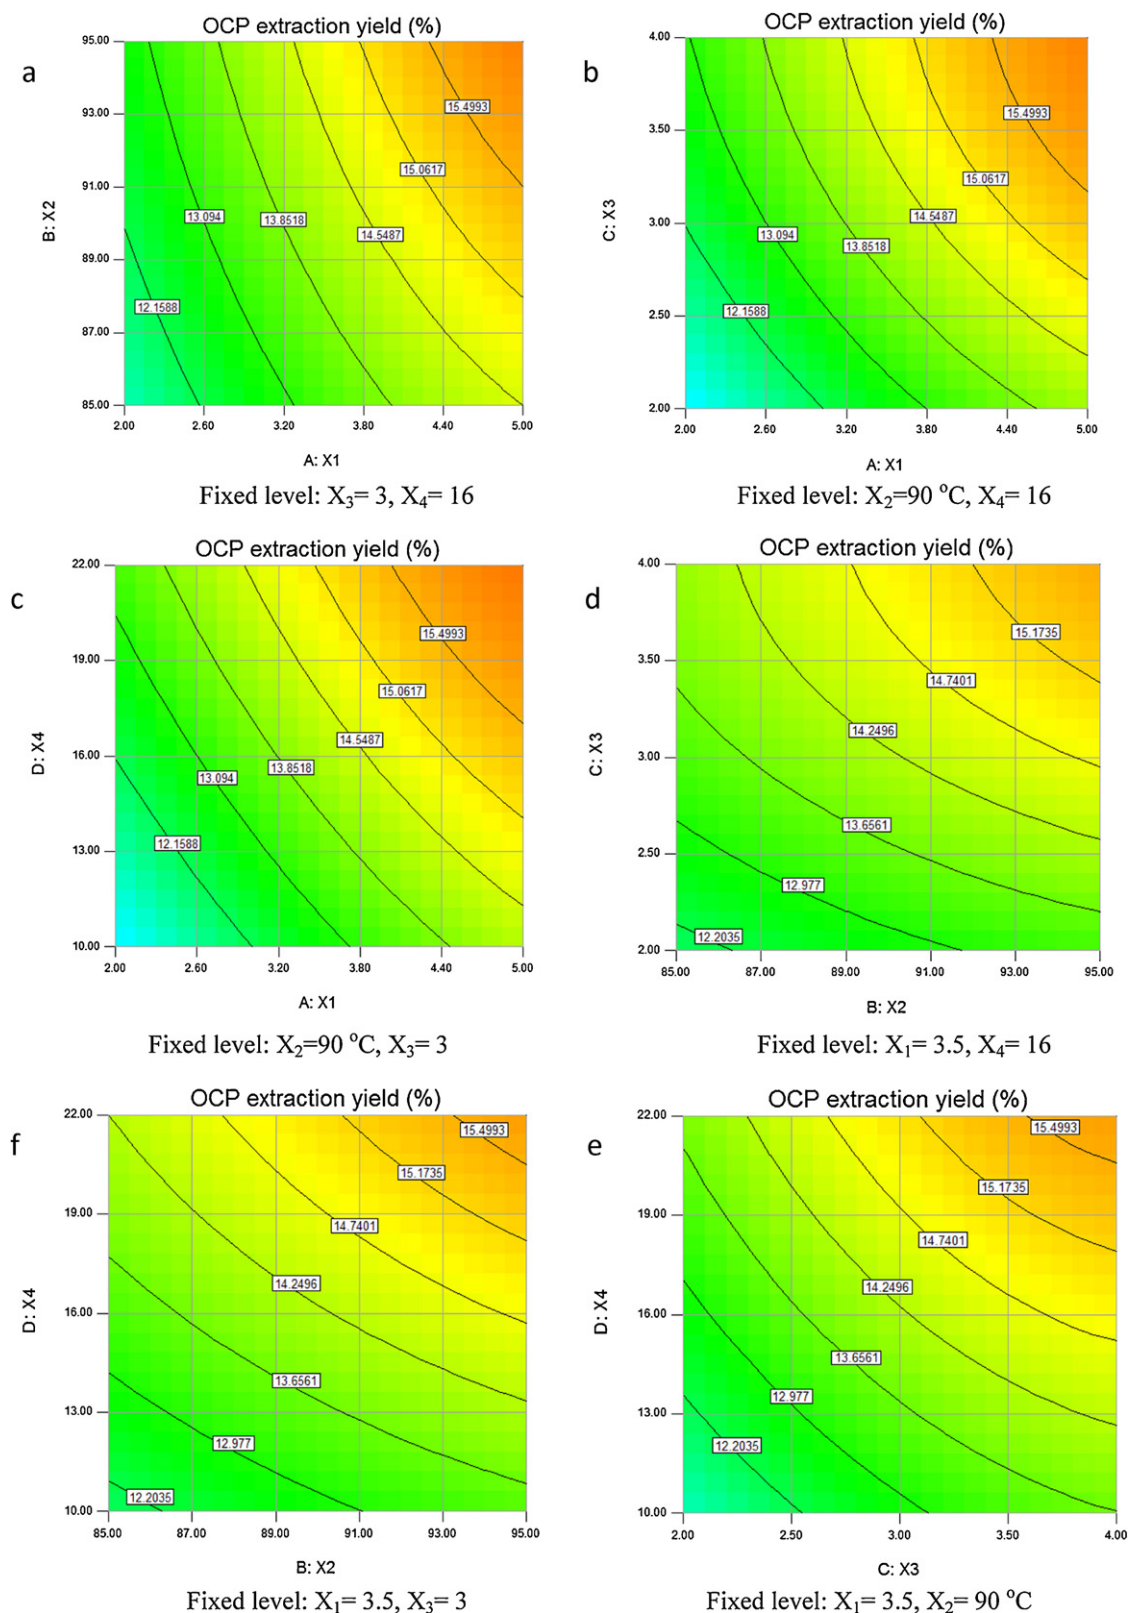 a
OCP extraction yield (%)
95.00
93.00
91.00
89.00
87.00
85.00
B: X2
15.4993
15.0617
14.5487
13.8518
13.094
12.1588
2.00 2.60 3.20 3.80 4.40 5.00
A: X1
Fixed level: X₃= 3, X₄= 16
b
OCP extraction yield (%)
4.00
3.50
3.00
2.50
2.00
C: X3
15.4993
15.0617
14.5487
13.8518
13.094
12.1588
2.00 2.60 3.20 3.80 4.40 5.00
A: X1
Fixed level: X₂=90 °C, X₄= 16
c
OCP extraction yield (%)
22.00
19.00
16.00
13.00
10.00
D: X4
15.4993
15.0617
14.5487
13.8518
13.094
12.1588
2.00 2.60 3.20 3.80 4.40 5.00
A: X1
Fixed level: X₂=90 °C, X₃= 3
d
OCP extraction yield (%)
4.00
3.50
3.00
2.50
2.00
C: X3
15.1735
14.7401
14.2496
13.6561
12.977
12.2035
85.00 87.00 89.00 91.00 93.00 95.00
B: X2
Fixed level: X₁= 3.5, X₄= 16
f
OCP extraction yield (%)
22.00
19.00
16.00
13.00
10.00
D: X4
15.4993
15.1735
14.7401
14.2496
13.6561
12.977
12.2035
85.00 87.00 89.00 91.00 93.00 95.00
B: X2
Fixed level: X₁= 3.5, X₃= 3
e
OCP extraction yield (%)
22.00
19.00
16.00
13.00
10.00
D: X4
15.4993
15.1735
14.7401
14.2496
13.6561
12.977
12.2035
2.00 2.50 3.00 3.50 4.00
C: X3
Fixed level: X₁= 3.5, X₂= 90 °C